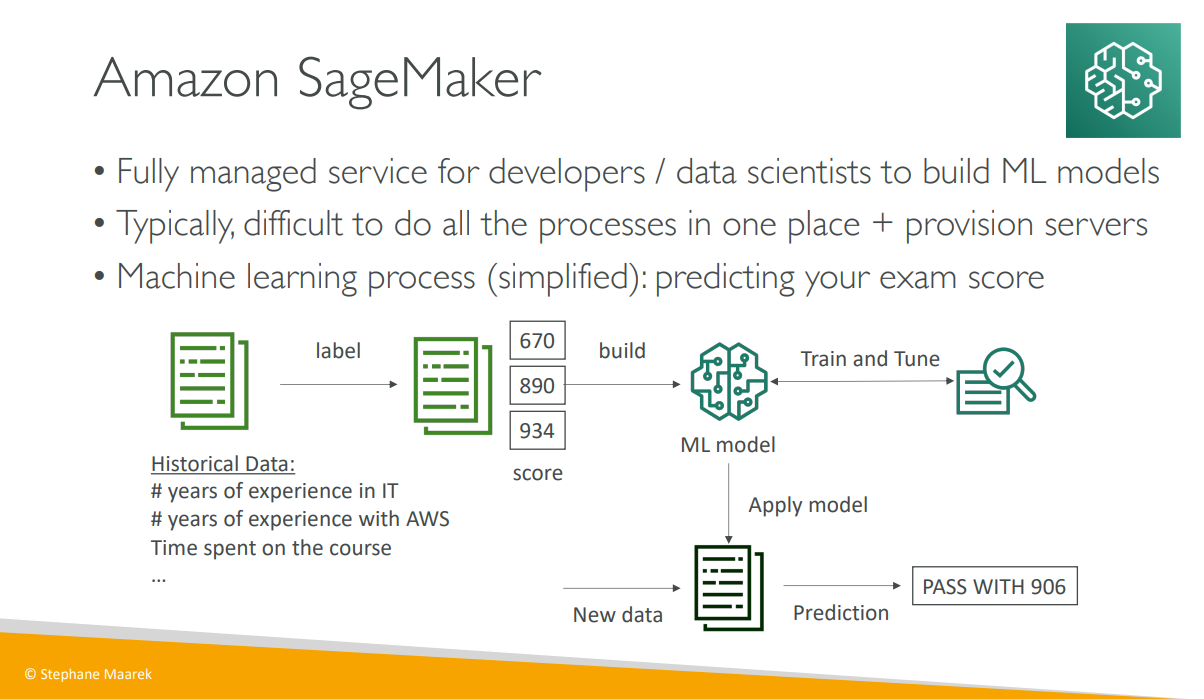 Amazon SageMaker
• Fully managed service for developers / data scientists to build ML models
• Typically, difficult to do all the processes in one place + provision servers
• Machine learning process (simplified): predicting your exam score
label
670
890
934
score
build
ML model
Train and Tune
Historical Data:
# years of experience in IT
# years of experience with AWS
Time spent on the course
...
Apply model
New data
Prediction
PASS WITH 906
© Stephane Maarek